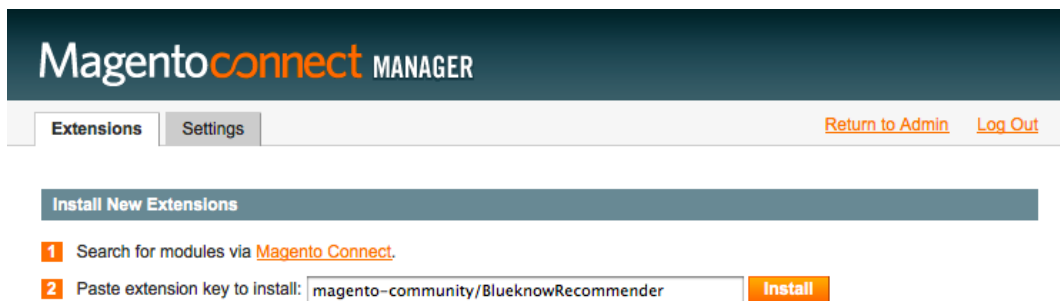 Magentoconnect MANAGER
Extensions Settings Return to Admin Log Out
Install New Extensions
1 Search for modules via Magento Connect.
2 Paste extension key to install: magento-community/BlueknowRecommender Install